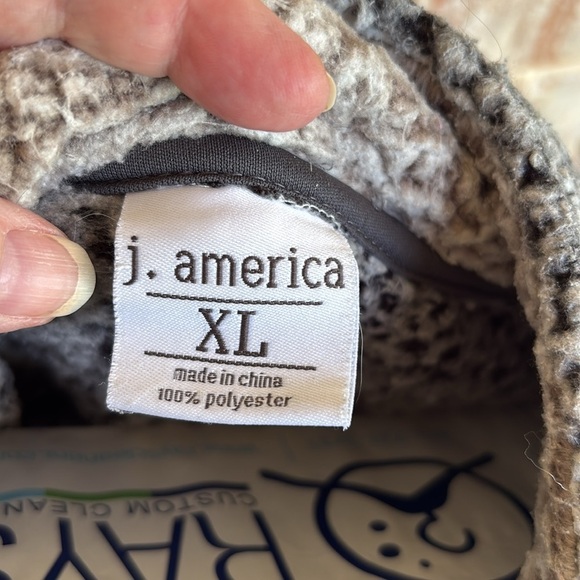 j. america
XL
made in china
100% polyester
CUSTOM CLEAN
RAYS